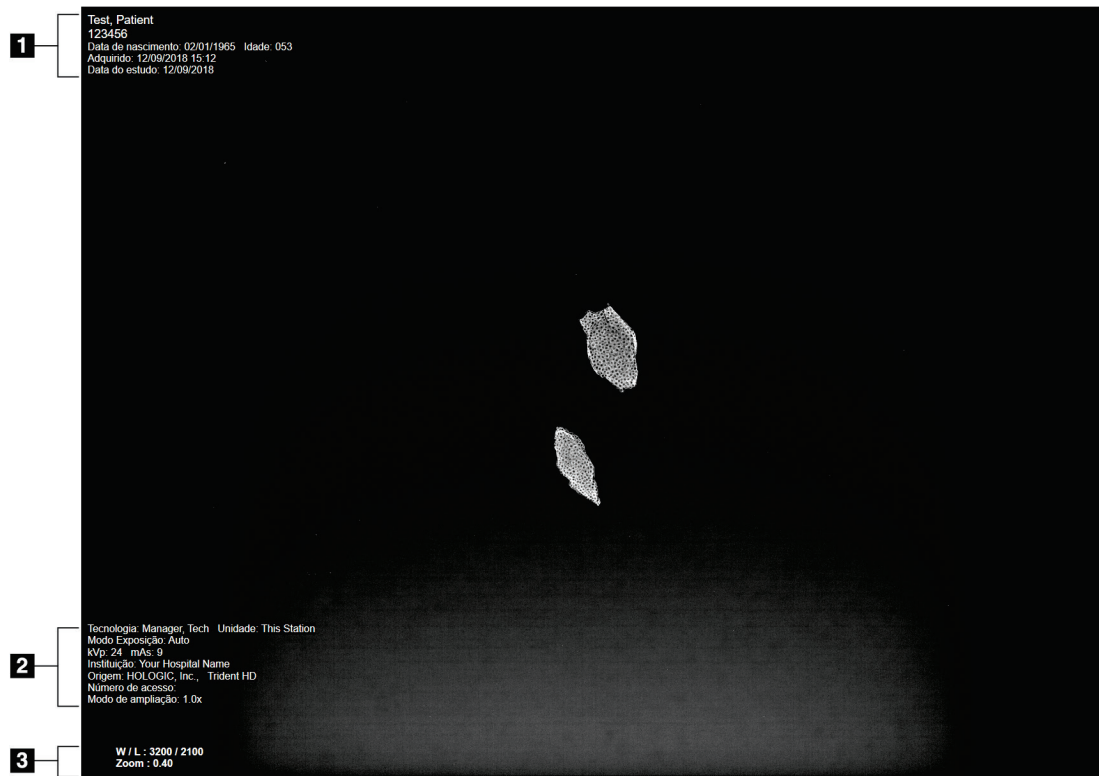 1
Test, Patient
123456
Data de nascimento: 02/01/1965 Idade: 053
Adquirido: 12/09/2018 15:12
Data do estudo: 12/09/2018
2
Tecnologia: Manager, Tech Unidade: This Station
Modo Exposição: Auto
kVp: 24 mAs: 9
Instituição: Your Hospital Name
Origem: HOLOGIC, Inc., Trident HD
Número de acesso:
Modo de ampliação: 1.0x
3
W / L : 3200 / 2100
Zoom : 0.40